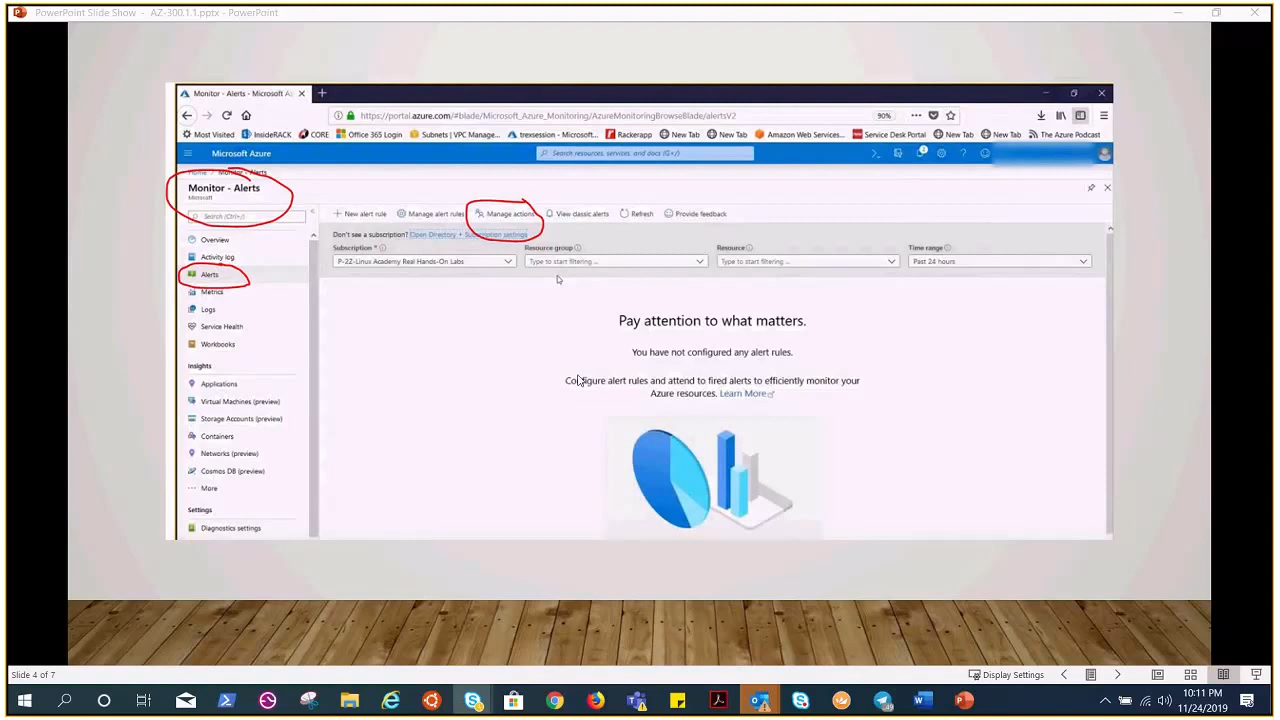 PowerPoint Slide Show - AZ-300.1.1.pptx - PowerPoint
Monitor - Alerts - Microsoft Az
https://portal.azure.com/#blade/Microsoft_Azure_Monitoring/AzureMonitoringBrowseBlade/alertsV2 90%
Most Visited InsideRACK CORE Office 365 Login Subnets | VPC Manage... trexsession - Microsoft... Rackerapp New Tab New Tab Amazon Web Services... Service Desk Portal New Tab New Tab The Azure Podcast
Microsoft Azure Search resources, services, and docs (G+/)
Home Monitor - Alerts
Monitor - Alerts
Microsoft
Search (Ctrl+/)
New alert rule Manage alert rules Manage actions View classic alerts Refresh Provide feedback
Don't see a subscription? Open Directory + Subscription settings
Subscription * Resource group Resource Time range
P-2Z-Linux Academy Real Hands-On Labs Type to start filtering ... Type to start filtering ... Past 24 hours
Overview
Activity log
Alerts
Metrics
Logs
Service Health
Workbooks
Insights
Applications
Virtual Machines (preview)
Storage Accounts (preview)
Containers
Networks (preview)
Cosmos DB (preview)
More
Settings
Diagnostics settings
Pay attention to what matters.
You have not configured any alert rules.
Configure alert rules and attend to fired alerts to efficiently monitor your
Azure resources. Learn More
Slide 4 of 7 Display Settings
10:11 PM
11/24/2019